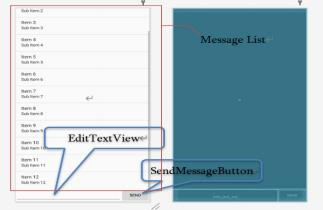 Sub Item 2
Item 3
Sub Item 3
Item 4
Sub Item 4
Item 5
Sub Item 5
Item 6
Sub Item 6
Item 7
Sub Item 7
Item 8
Sub Item 8
Item 9
Sub Item 9
Item 10
Sub Item 10
Item 11
Sub Item 11
Item 12
Sub Item 12
SEND
Message List
EditTextView
SendMessageButton